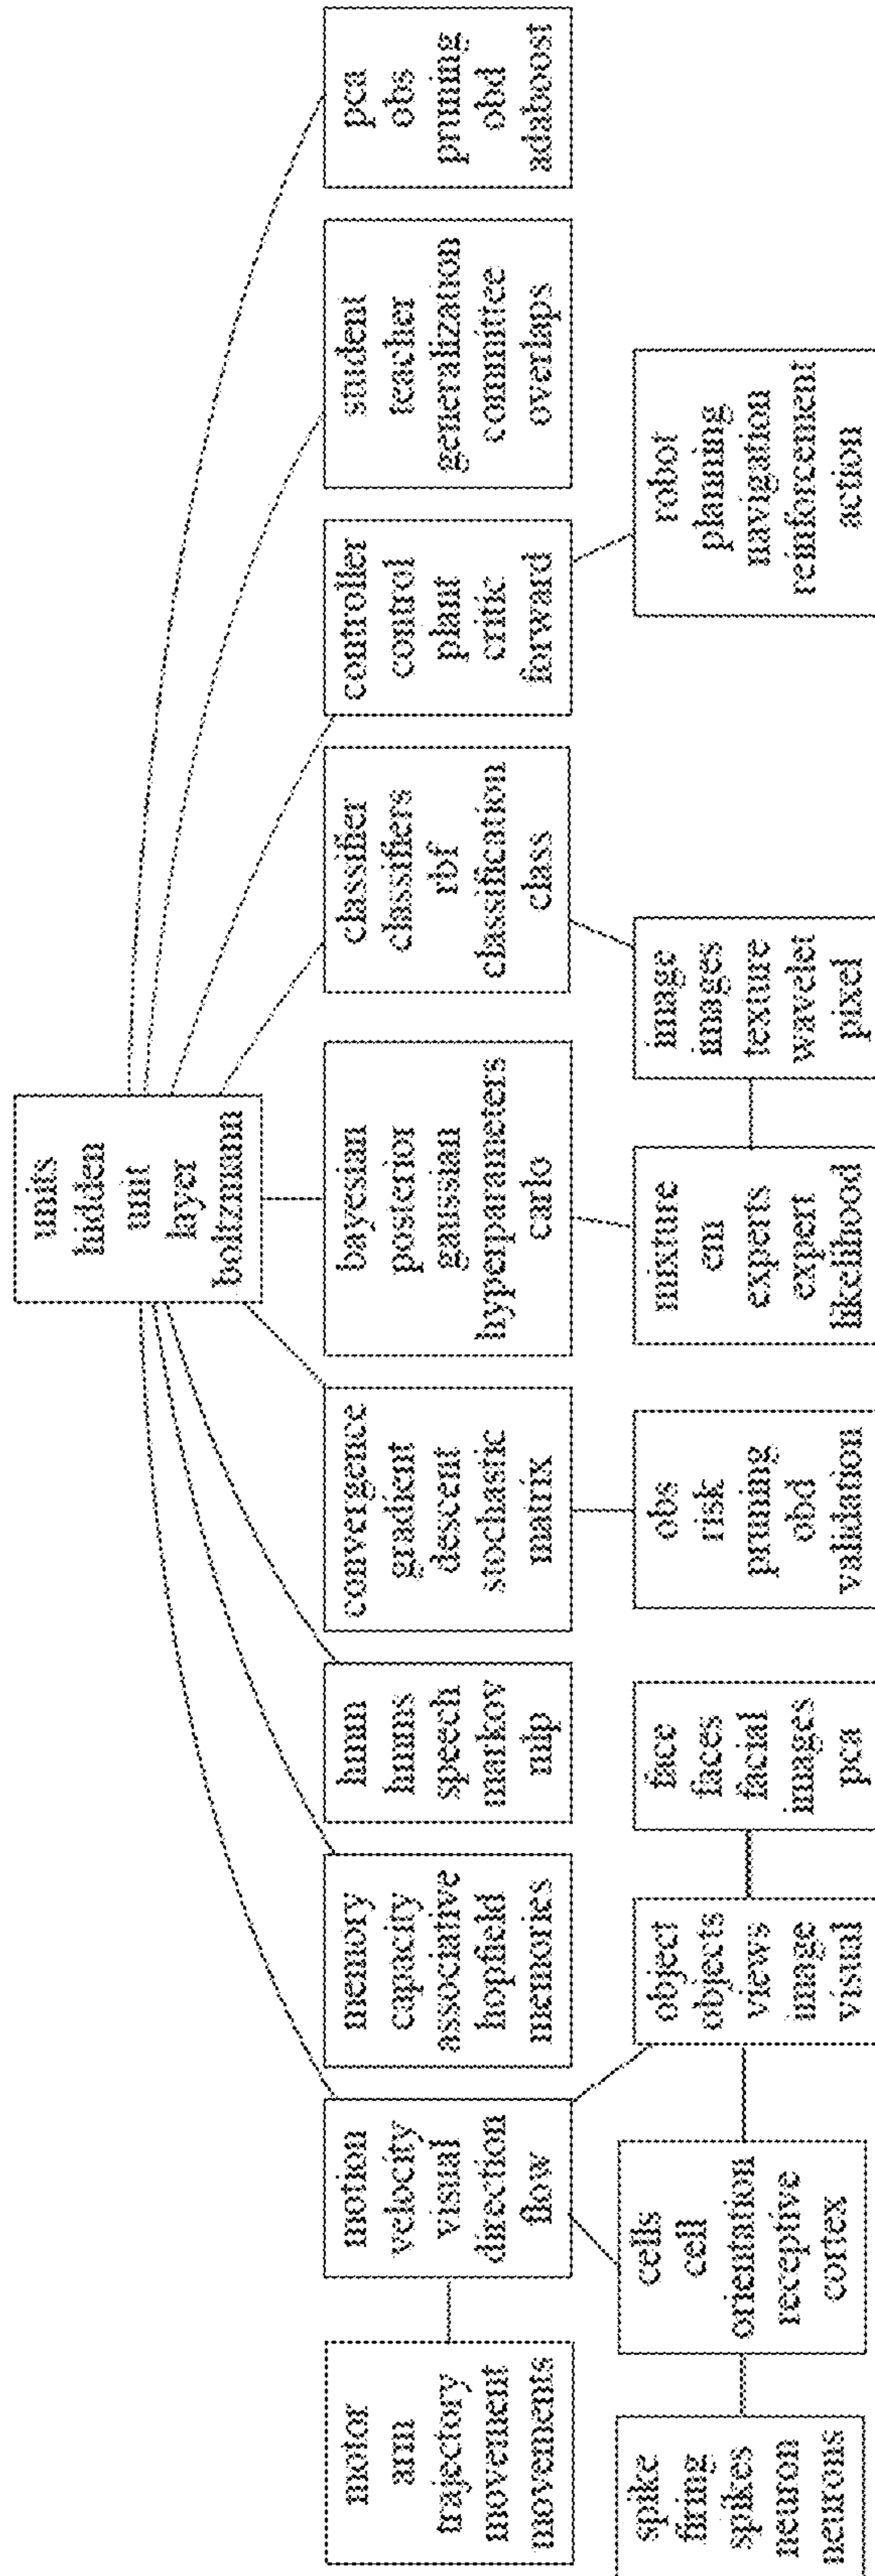 units
hidden
unit
layer
boltzmann
motor
arm
trajectory
movement
movements
motion
velocity
visual
direction
flow
memory
capacity
associative
hopfield
memories
hmm
hmms
speech
markov
mlp
convergence
gradient
descent
stochastic
matrix
bayesian
posterior
gaussian
hyperparameters
carlo
classifier
classifiers
rbf
classification
class
controller
control
plant
critic
forward
student
teacher
generalization
committee
overlaps
pca
obs
pruning
obd
adaboost
spike
firing
spikes
neuron
neurons
cells
cell
orientation
receptive
cortex
object
objects
views
image
visual
face
faces
facial
images
pca
obs
risk
pruning
obd
validation
mixture
em
experts
expert
likelihood
image
images
texture
wavelet
pixel
robot
planning
navigation
reinforcement
action